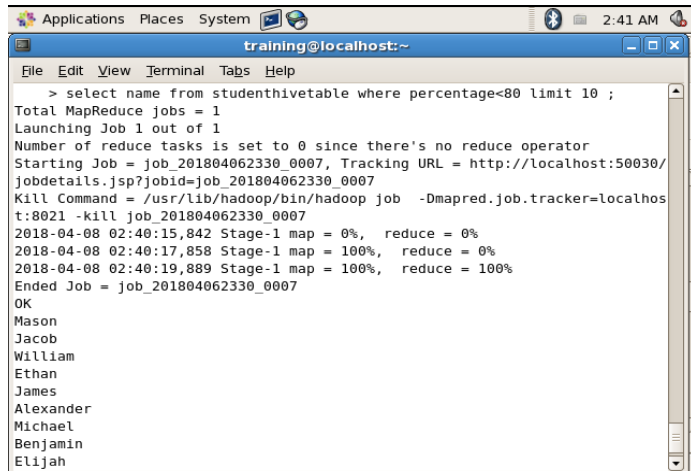 Applications Places System 2:41 AM
training@localhost:~
File Edit View Terminal Tabs Help
> select name from studenthivetable where percentage<80 limit 10 ;
Total MapReduce jobs = 1
Launching Job 1 out of 1
Number of reduce tasks is set to 0 since there's no reduce operator
Starting Job = job_201804062330_0007, Tracking URL = http://localhost:50030/
jobdetails.jsp?jobid=job_201804062330_0007
Kill Command = /usr/lib/hadoop/bin/hadoop job  -Dmapred.job.tracker=localhos
t:8021 -kill job_201804062330_0007
2018-04-08 02:40:15,842 Stage-1 map = 0%,  reduce = 0%
2018-04-08 02:40:17,858 Stage-1 map = 100%,  reduce = 0%
2018-04-08 02:40:19,889 Stage-1 map = 100%,  reduce = 100%
Ended Job = job_201804062330_0007
OK
Mason
Jacob
William
Ethan
James
Alexander
Michael
Benjamin
Elijah